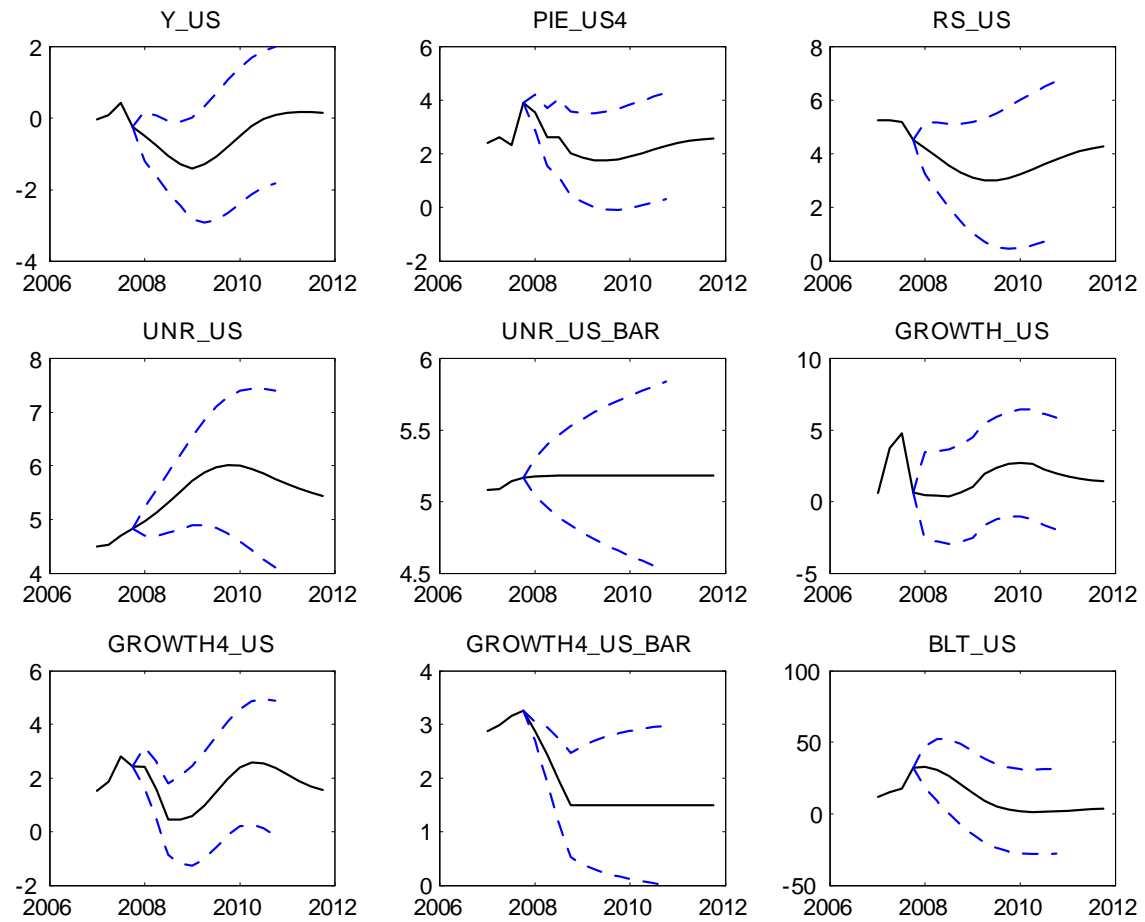 Y_US PIE_US4 RS_US
2 6 8
0 4 6
-2 2 4
0 2
-4 -2 0
2006 2008 2010 2012 2006 2008 2010 2012 2006 2008 2010 2012
UNR_US UNR_US_BAR GROWTH_US
8 6 10
7 5.5 5
6
5 5 0
4 4.5 -5
2006 2008 2010 2012 2006 2008 2010 2012 2006 2008 2010 2012
GROWTH4_US GROWTH4_US_BAR BLT_US
6 4 100
4 3 50
2 2
0 1 0
-2 0 -50
2006 2008 2010 2012 2006 2008 2010 2012 2006 2008 2010 2012